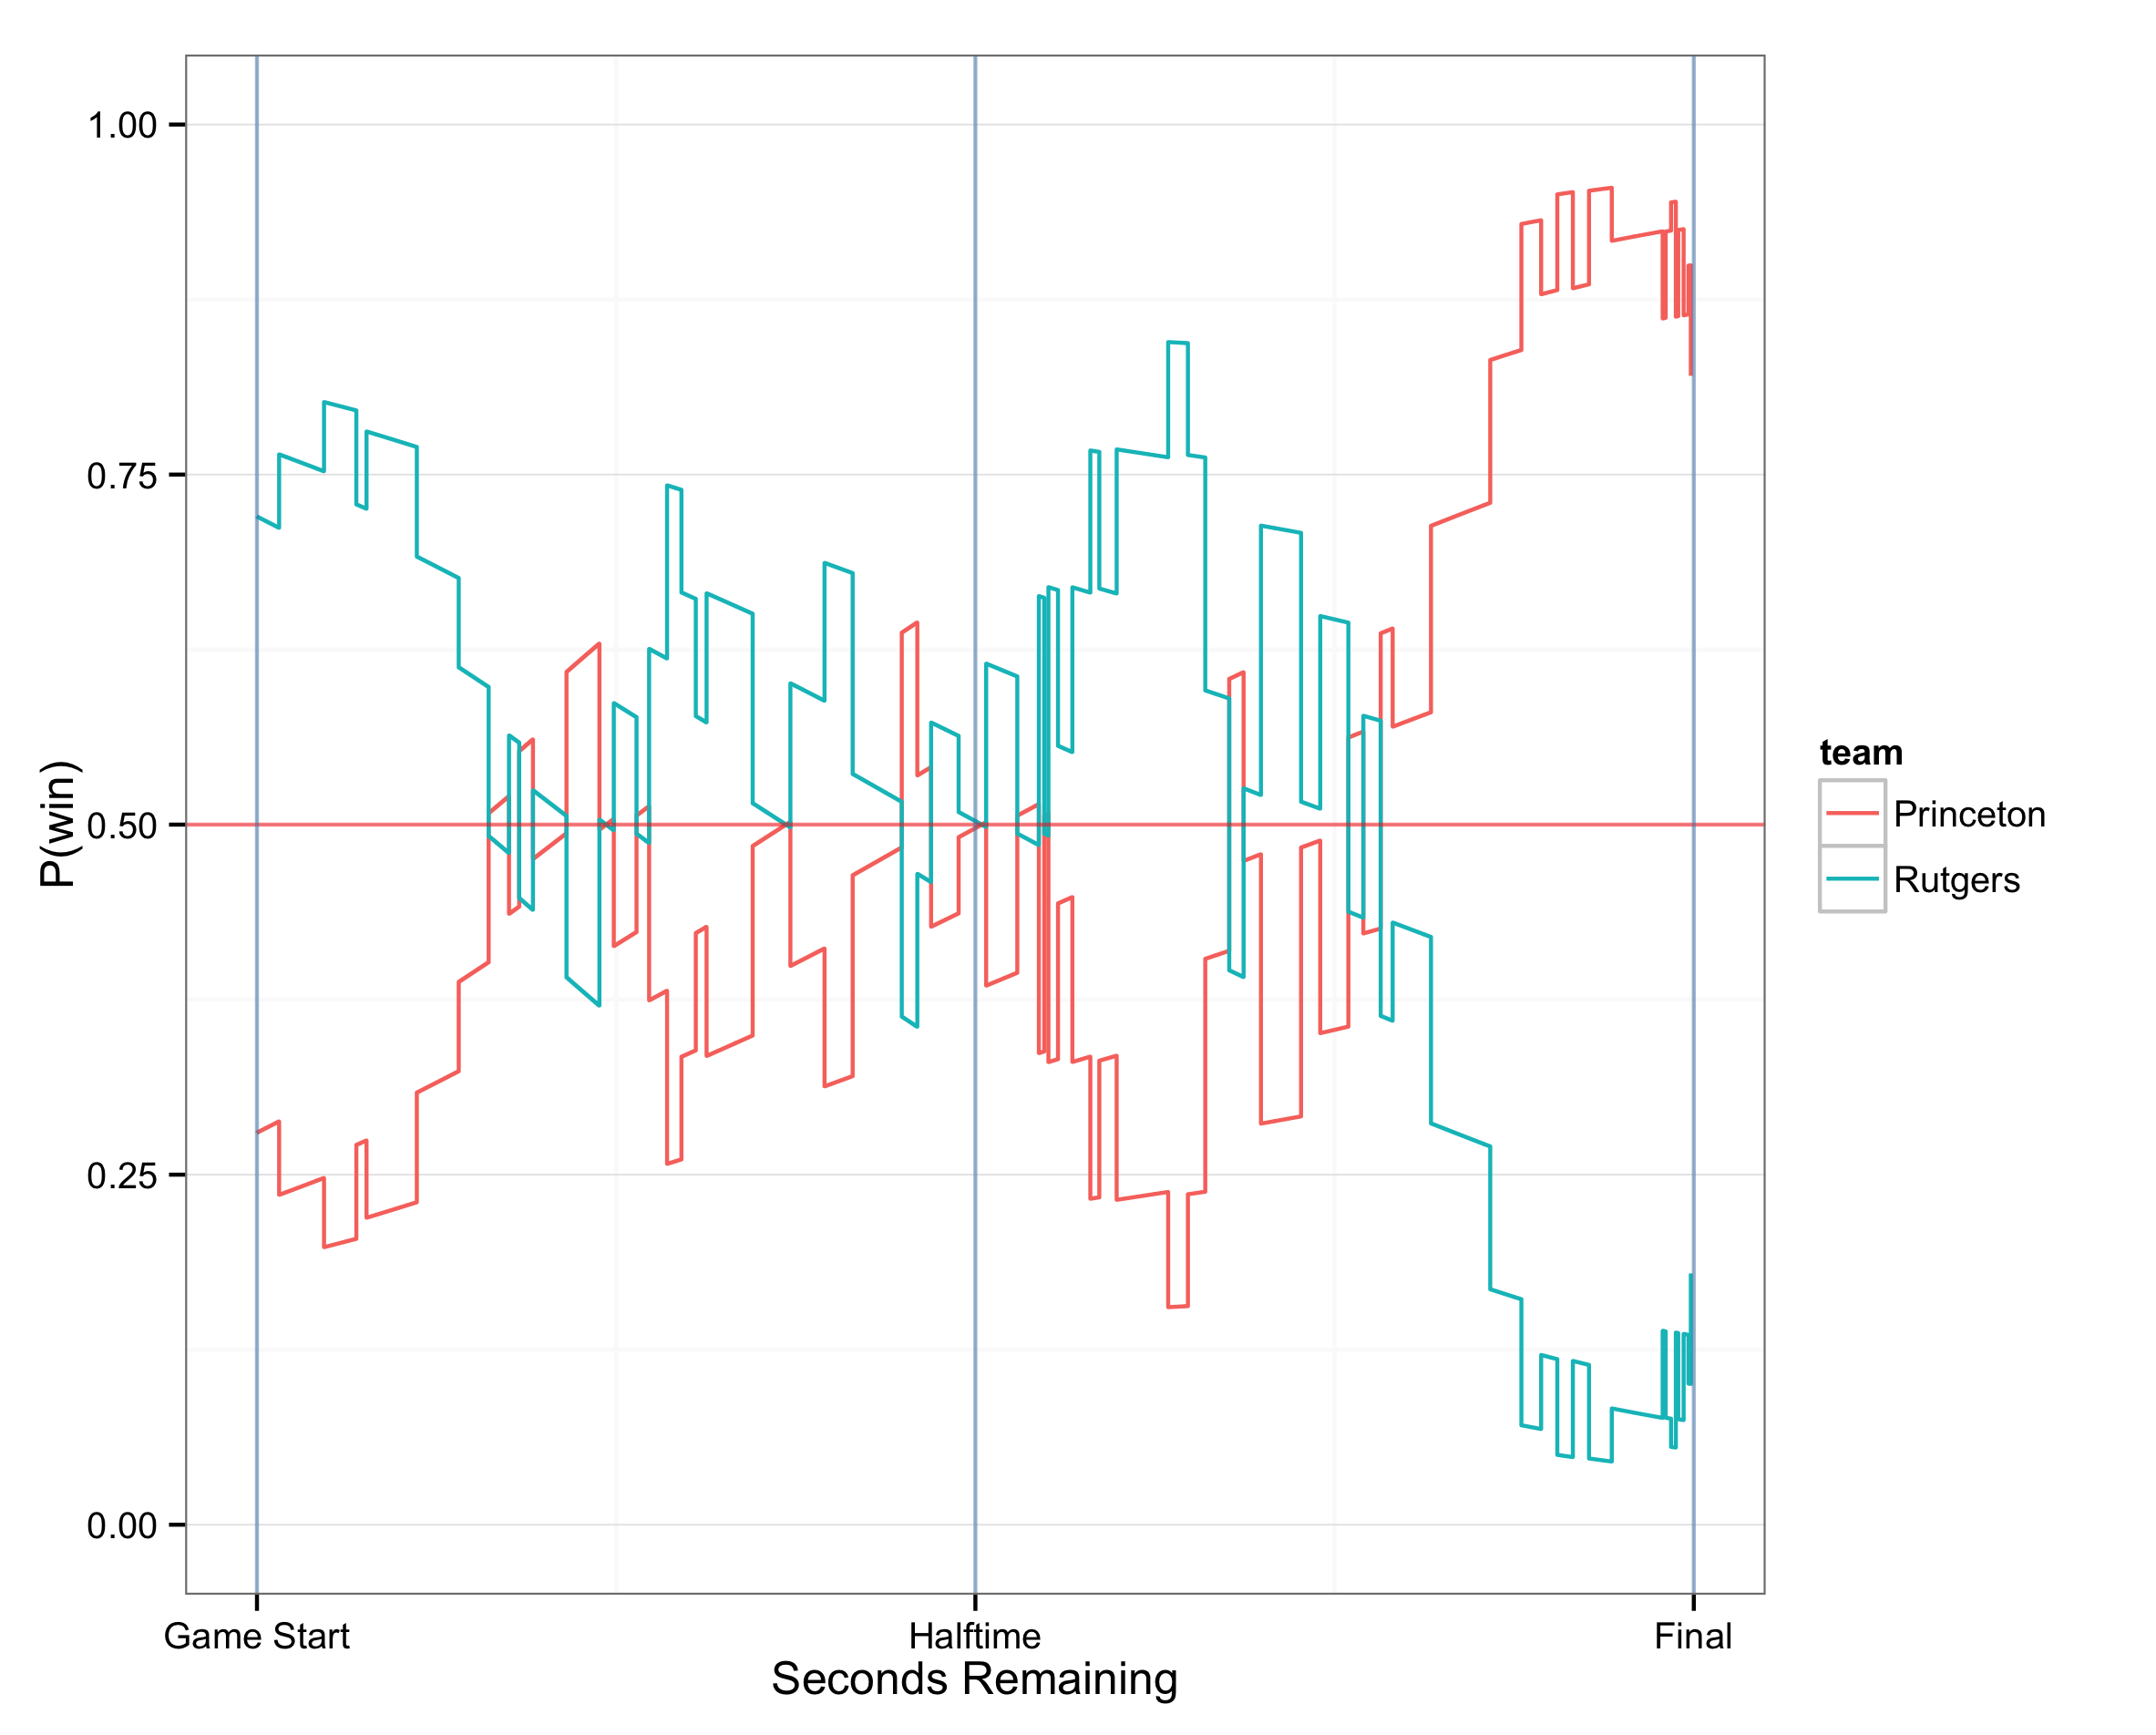 P(win)
1.00
0.75
0.50
0.25
0.00
Game Start
Halftime
Final
Seconds Remaining
team
Princeton
Rutgers